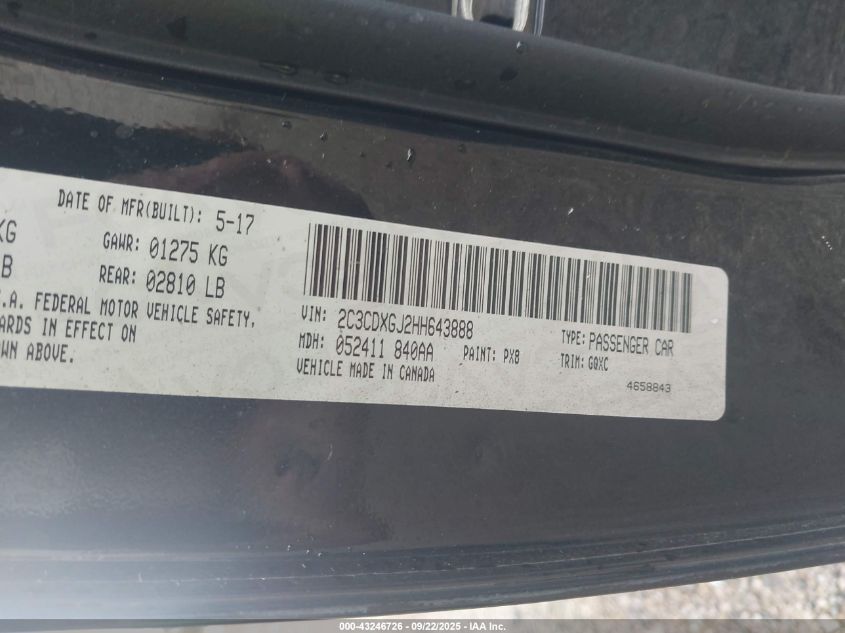 DATE OF MFR(BUILT): 5-17
KG GAWR: 01275 KG
LB REAR: 02810 LB
.A. FEDERAL MOTOR VEHICLE SAFETY,
ARDS IN EFFECT ON
WN ABOVE.
VIN: 2C3CDXGJ2HH643888 TYPE: PASSENGER CAR
MDH: 052411 840AA PAINT: PX8 TRIM: GQXC
VEHICLE MADE IN CANADA 4658843
000-43246726 - 09/22/2025 - IAA Inc.